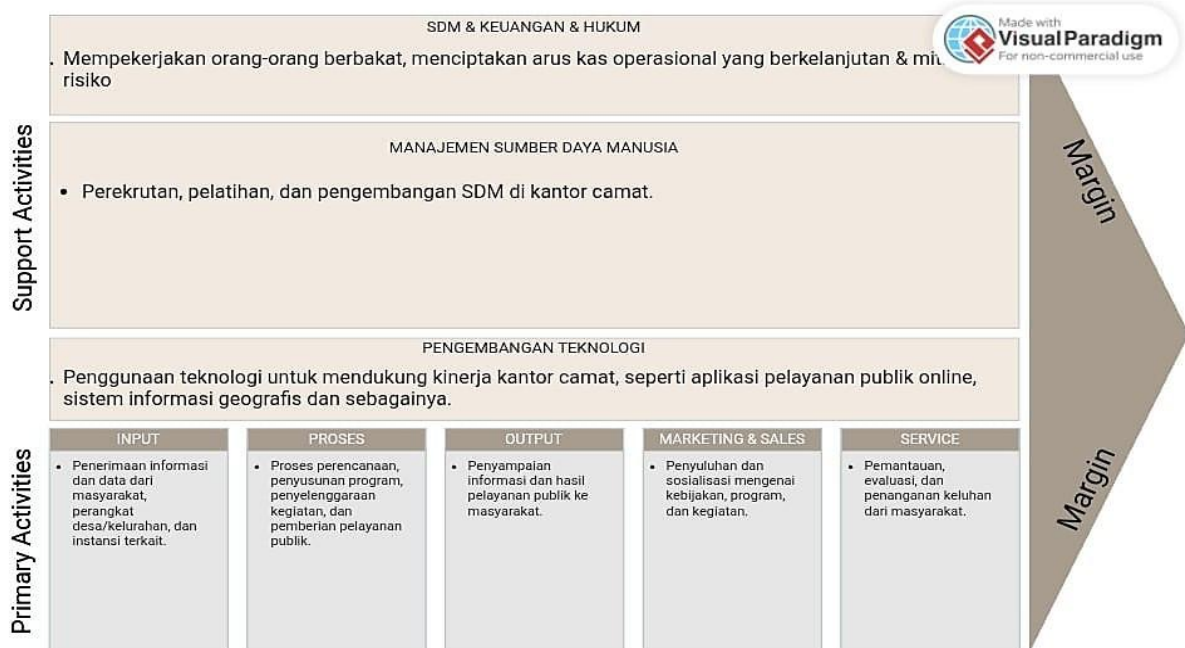 Made with
VisualParadigm
For non-commercial use
SDM & KEUANGAN & HUKUM
. Mempekerjakan orang-orang berbakat, menciptakan arus kas operasional yang berkelanjutan &
risiko
Support Activities
MANAJEMEN SUMBER DAYA MANUSIA
• Perekrutan, pelatihan, dan pengembangan SDM di kantor camat.
PENGEMBANGAN TEKNOLOGI
. Penggunaan teknologi untuk mendukung kinerja kantor camat, seperti aplikasi pelayanan publik online,
sistem informasi geografis dan sebagainya.
Primary Activities
INPUT
• Penerimaan informasi
dan data dari
masyarakat,
perangkat
desa/kelurahan, dan
instansi terkait.
PROSES
• Proses perencanaan,
penyusunan program,
penyelenggaraan
kegiatan, dan
pemberian pelayanan
publik.
OUTPUT
• Penyampaian
informasi dan hasil
pelayanan publik ke
masyarakat.
MARKETING & SALES
• Penyuluhan dan
sosialisasi mengenai
kebijakan, program,
dan kegiatan.
SERVICE
• Pemantauan,
evaluasi, dan
penanganan keluhan
dari masyarakat.
Margin
Margin